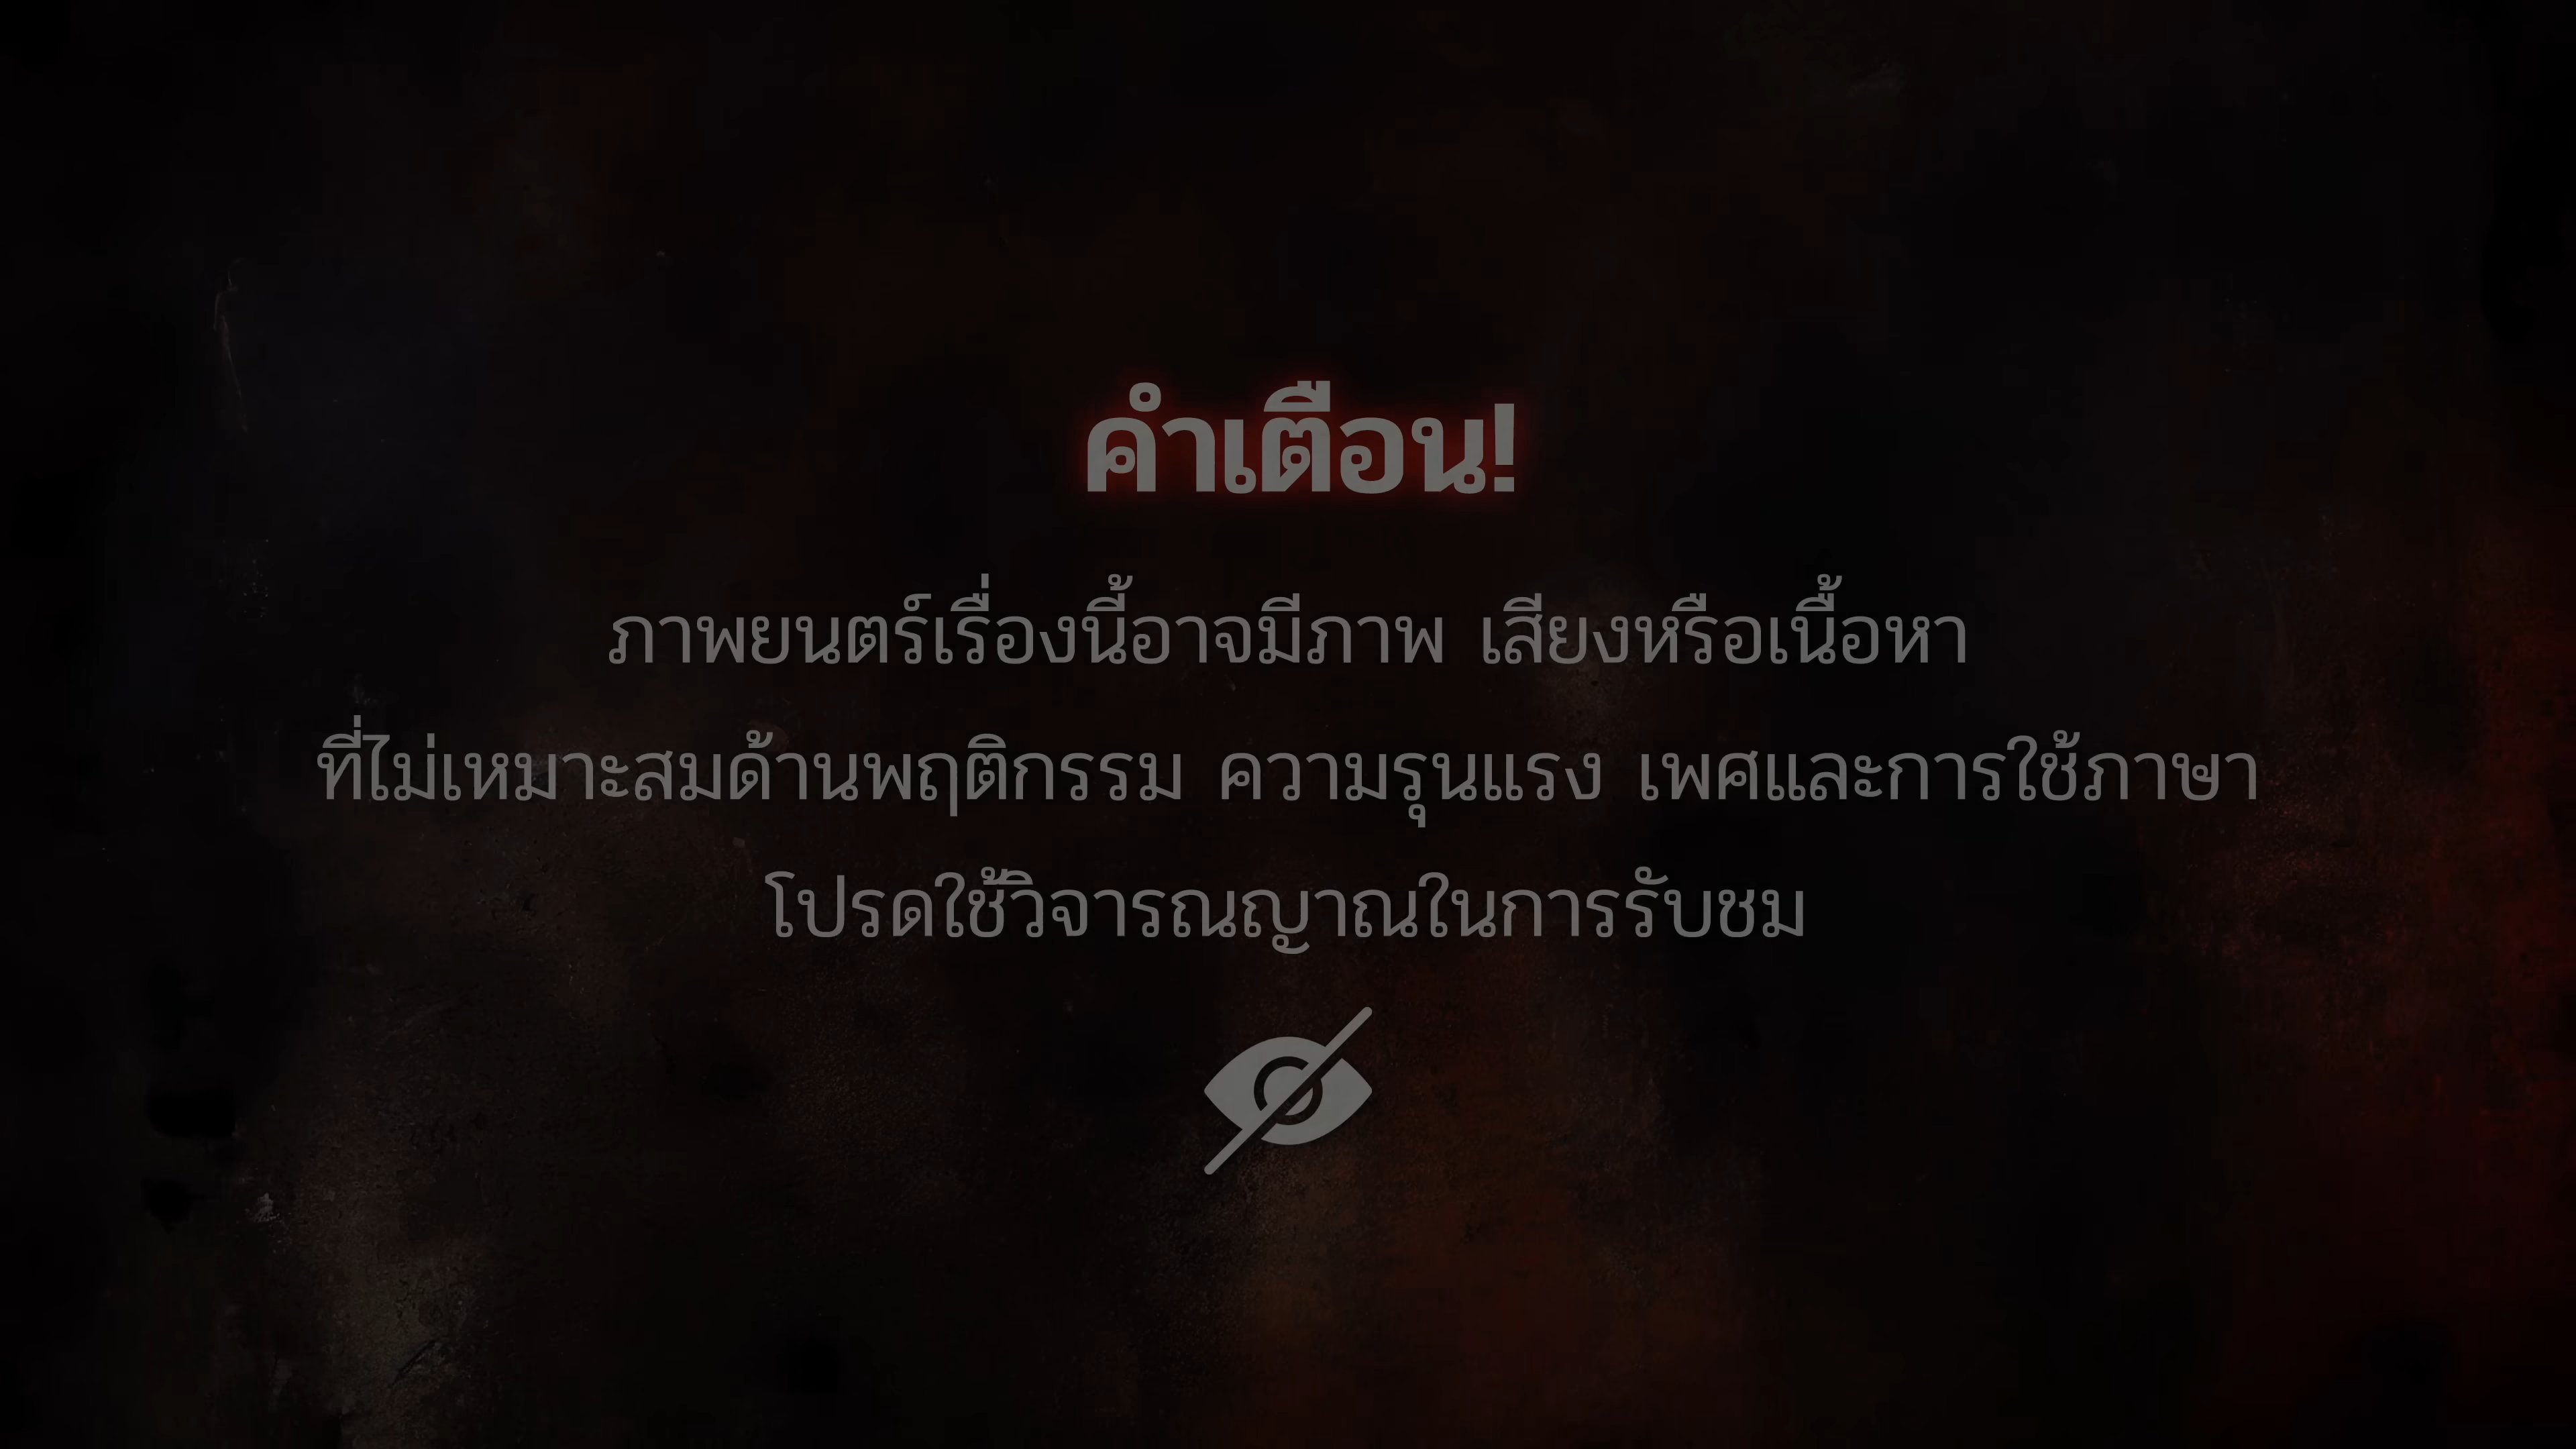 คำเตือน!
ภาพยนตร์เรื่องนี้อาจมีภาพ เสียงหรือเนื้อหา
ที่ไม่เหมาะสมด้านพฤติกรรม ความรุนแรง เพศและการใช้ภาษา
โปรดใช้วิจารณญาณในการรับชม